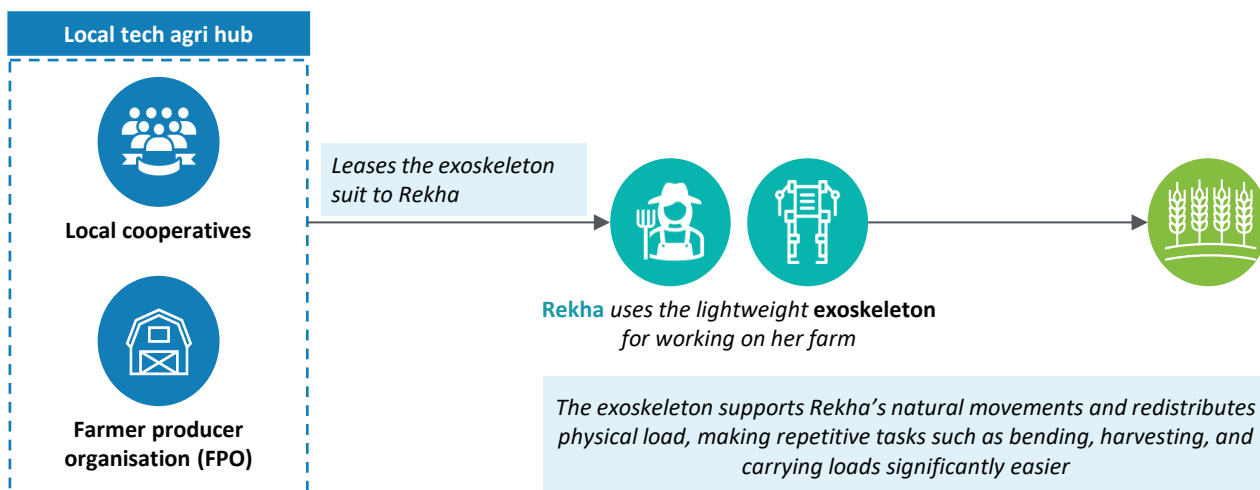 Local tech agri hub
Local cooperatives
Farmer producer
organisation (FPO)
Leases the exoskeleton
suit to Rekha
Rekha uses the lightweight exoskeleton
for working on her farm
The exoskeleton supports Rekha’s natural movements and redistributes
physical load, making repetitive tasks such as bending, harvesting, and
carrying loads significantly easier